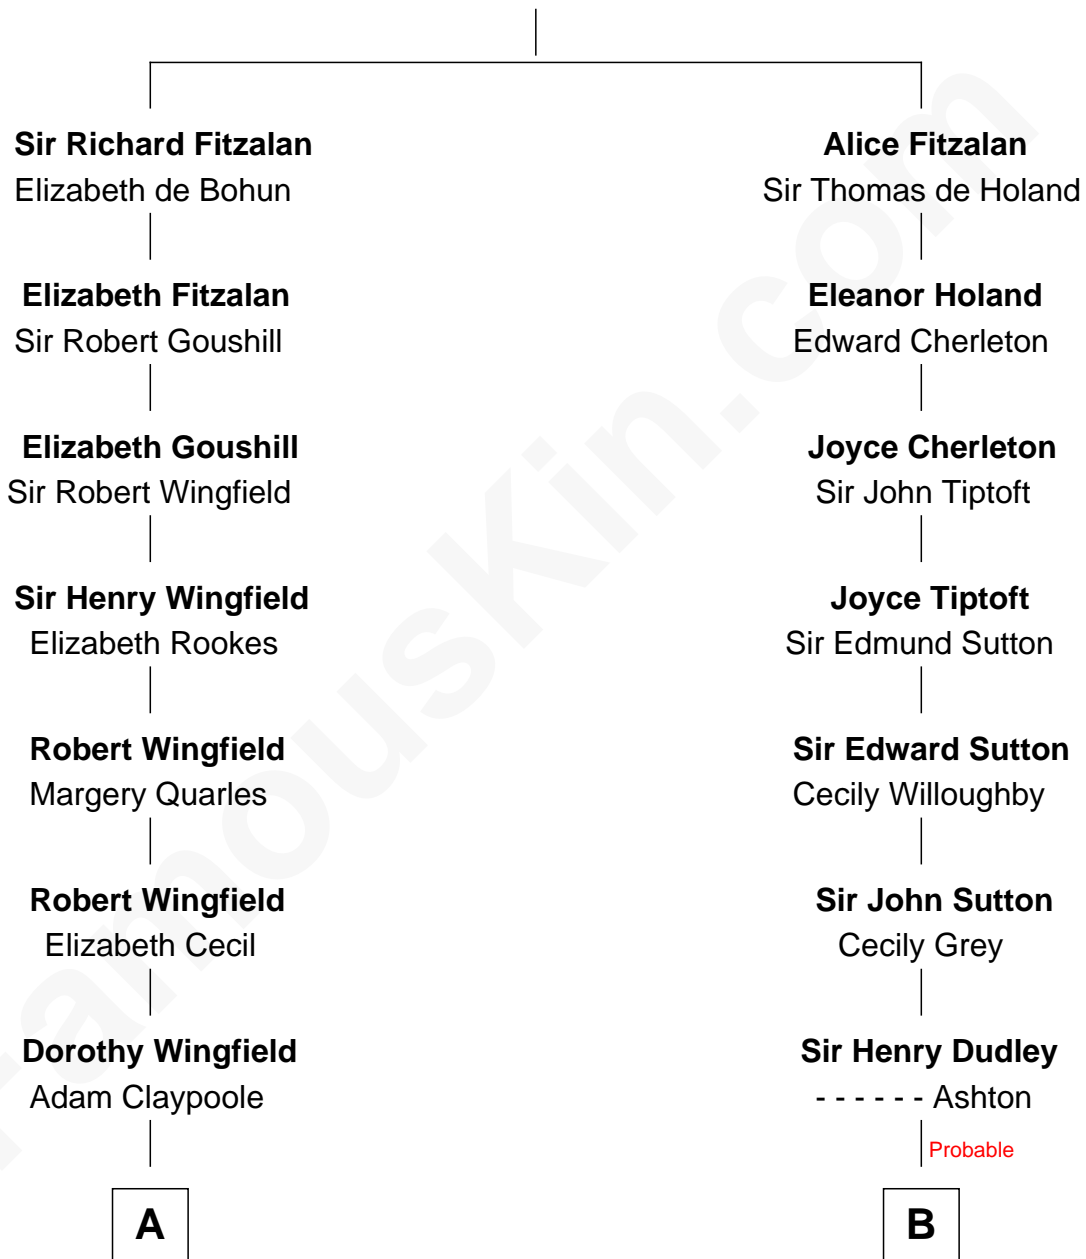 Sir Richard Fitzalan
Elizabeth de Bohun
Elizabeth Fitzalan
Sir Robert Goushill
Elizabeth Goushill
Sir Robert Wingfield
Sir Henry Wingfield
Elizabeth Rookes
Robert Wingfield
Margery Quarles
Robert Wingfield
Elizabeth Cecil
Dorothy Wingfield
Adam Claypoole
A
Alice Fitzalan
Sir Thomas de Holand
Eleanor Holand
Edward Cherleton
Joyce Cherleton
Sir John Tiptoft
Joyce Tiptoft
Sir Edmund Sutton
Sir Edward Sutton
Cecily Willoughby
Sir John Sutton
Cecily Grey
Sir Henry Dudley
- - - - - - Ashton
Probable
B
FamousKin.com